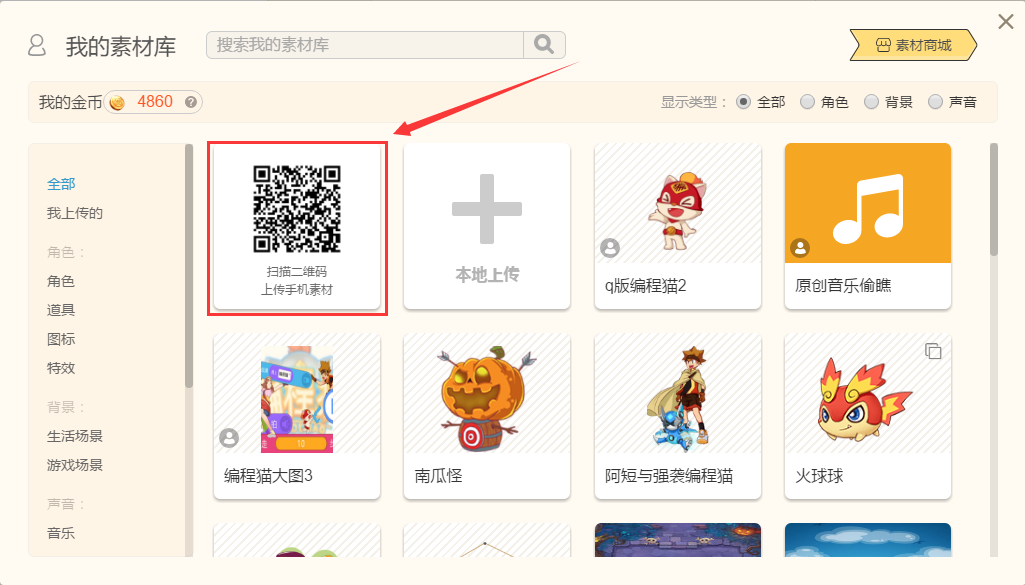 我的素材库
搜索我的素材库
素材商城
我的金币 4860 ?
显示类型： 全部 角色 背景 声音
全部
我上传的
角色：
角色
道具
图标
特效
背景：
生活场景
游戏场景
声音：
音乐
扫描二维码
上传手机素材
本地上传
q版编程猫2
原创音乐偷瞧
编程猫大图3
南瓜怪
阿短与强袭编程猫
火球球
10